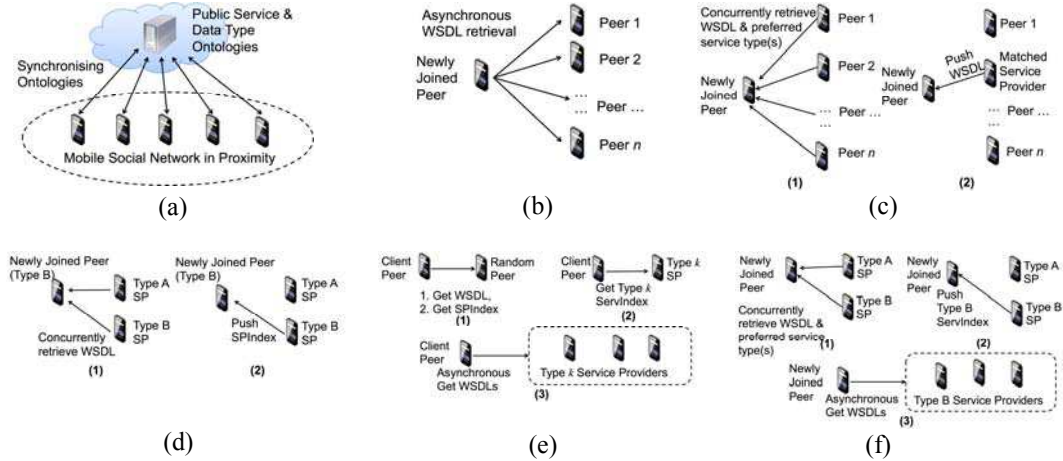 Public Service &
Data Type
Ontologies
Synchronising
Ontologies
Mobile Social Network in Proximity
(a)
Asynchronous
WSDL retrieval
Newly
Joined
Peer
Peer 1
Peer 2
...
...
Peer ...
Peer n
(b)
Concurrently retrieve
WSDL & preferred
service type(s)
Newly
Joined
Peer
Peer 1
Peer 2
...
...
Peer ...
Peer n
(1)
Newly
Joined
Peer
Push
WSDL
Peer 1
Matched
Service
Provider
...
...
Peer ...
Peer n
(2)
(c)
Newly Joined Peer
(Type B)
Type A
SP
Type B
SP
Concurrently
retrieve WSDL
(1)
Newly Joined Peer
(Type B)
Type A
SP
Type B
SP
Push
SPIndex
(2)
(d)
Client
Peer
Random
Peer
1. Get WSDL,
2. Get SPIndex
(1)
Client
Peer
Type k
SP
Get Type k
ServIndex
(2)
Client
Peer
Asynchronous
Get WSDLs
Type k Service Providers
(3)
(e)
Newly
Joined
Peer
Type A
SP
Type B
SP
Concurrently
retrieve WSDL &
preferred service
type(s)
(1)
Newly
Joined
Peer
Type A
SP
Type B
SP
Push
Type B
ServIndex
(2)
Newly
Joined
Peer
Asynchronous
Get WSDLs
Type B Service Providers
(3)
(f)